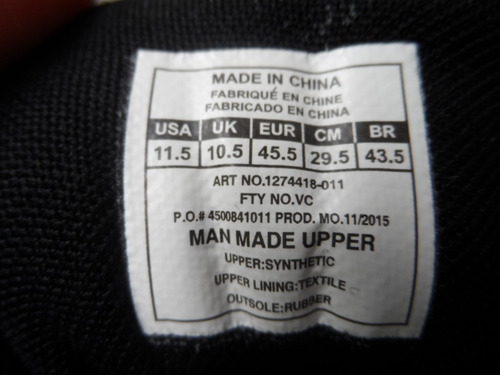 MADE IN CHINA
FABRIQUÉ EN CHINE
FABRICADO EN CHINA
USA UK EUR CM BR
11.5 10.5 45.5 29.5 43.5
ART NO.1274418-011
FTY NO.VC
P.O.# 4500841011 PROD. MO.11/2015
MAN MADE UPPER
UPPER:SYNTHETIC
UPPER LINING:TEXTILE
OUTSOLE:RUBBER